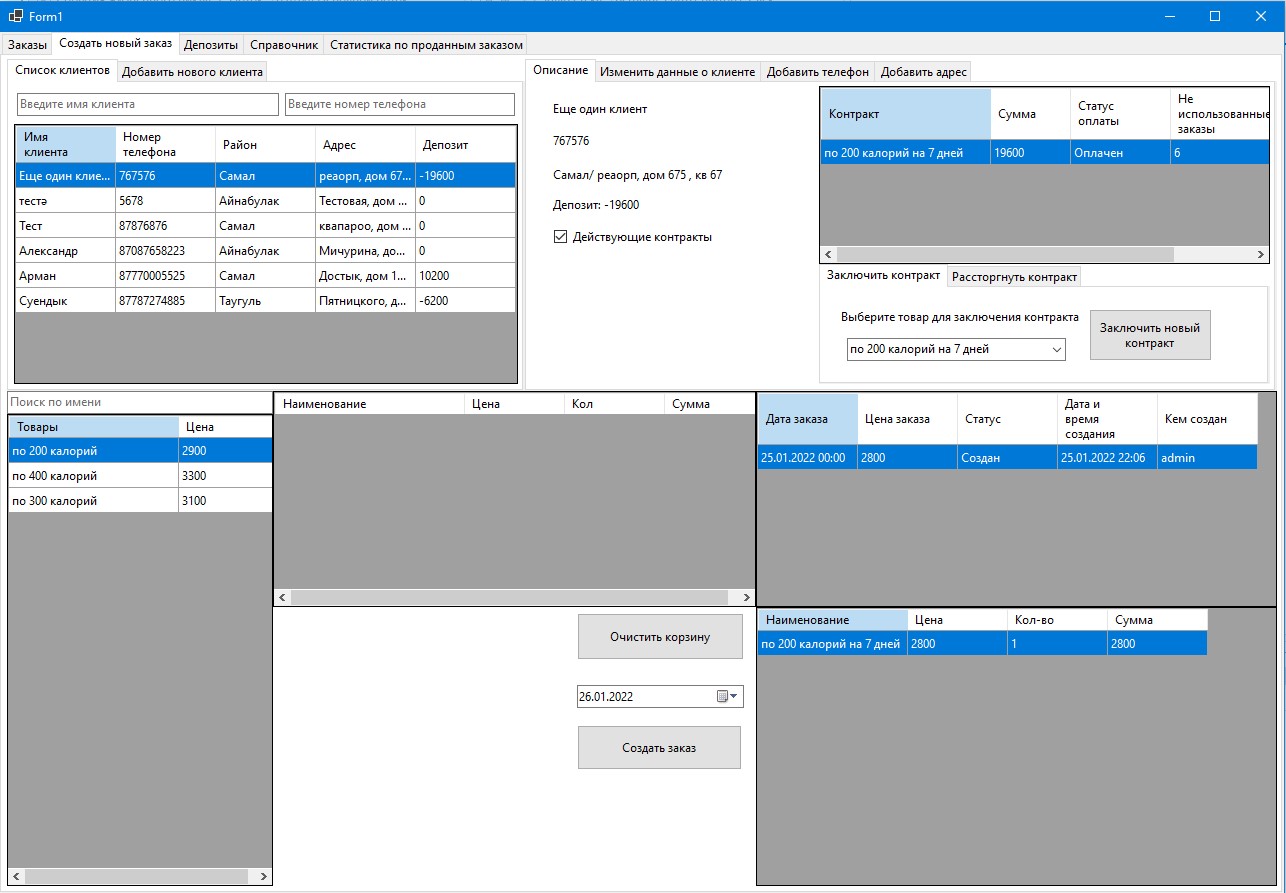 Form1
Заказы Создать новый заказ Депозиты Справочник Статистика по проданным заказом
Список клиентов Добавить нового клиента
Введите имя клиента Введите номер телефона
Имя клиента Номер телефона Район Адрес Депозит
Еще один клие... 767576 Самал реаорп, дом 67... -19600
тестә 5678 Айнабулак Тестовая, дом ... 0
Тест 87876876 Самал квапароо, дом ... 0
Александр 87087658223 Айнабулак Мичурина, до... 0
Арман 87770005525 Самал Достык, дом 1... 10200
Суендык 87787274885 Таугуль Пятницкого, д... -6200
Описание Изменить данные о клиенте Добавить телефон Добавить адрес
Еще один клиент
767576
Самал/ реаорп, дом 675 , кв 67
Депозит: -19600
Действующие контракты
Контракт Сумма Статус оплаты Не использованные заказы
по 200 калорий на 7 дней 19600 Оплачен 6
Заключить контракт Рассторгнуть контракт
Выберите товар для заключения контракта
по 200 калорий на 7 дней
Заключить новый
контракт
Поиск по имени
Товары Цена
по 200 калорий 2900
по 400 калорий 3300
по 300 калорий 3100
Наименование Цена Кол Сумма
Очистить корзину
26.01.2022
Создать заказ
Дата заказа Цена заказа Статус Дата и время создания Кем создан
25.01.2022 00:00 2800 Создан 25.01.2022 22:06 admin
Наименование Цена Кол-во Сумма
по 200 калорий на 7 дней 2800 1 2800